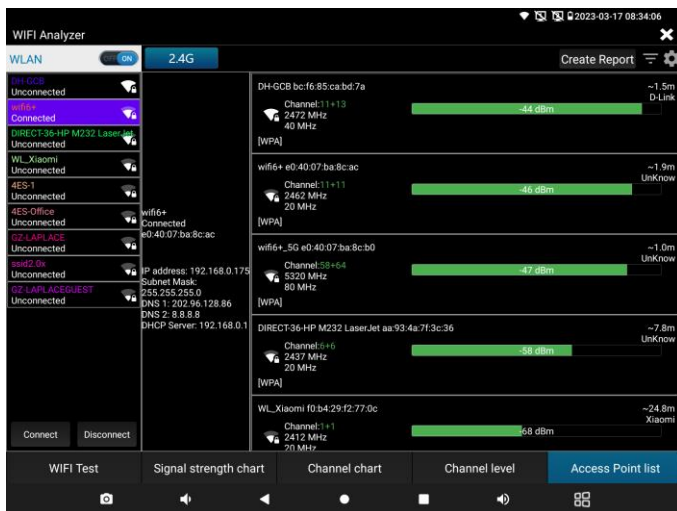 2023-03-17 08:34:06
WIFI Analyzer
WLAN
OFF ON
2.4G
Create Report
DH-GCB
Unconnected
wifi6+
Connected
DIRECT-36-HP M232 LaserJet
Unconnected
WL_Xiaomi
Unconnected
4ES-1
Unconnected
4ES-Office
Unconnected
GZ-LAPLACE
Unconnected
ssid2.0x
Unconnected
GZ-LAPLACEGUEST
Unconnected
Connect
Disconnect
wifi6+
Connected
e0:40:07:ba:8c:ac
IP address: 192.168.0.175
Subnet Mask:
255.255.255.0
DNS 1: 202.96.128.86
DNS 2: 8.8.8.8
DHCP Server: 192.168.0.1
DH-GCB bc:f6:85:ca:bd:7a
~1.5m
D-Link
Channel:11+13
2472 MHz
40 MHz
-44 dBm
[WPA]
wifi6+ e0:40:07:ba:8c:ac
~1.9m
UnKnow
Channel:11+11
2462 MHz
20 MHz
-46 dBm
[WPA]
wifi6+_5G e0:40:07:ba:8c:b0
~1.0m
UnKnow
Channel:58+64
5320 MHz
80 MHz
-47 dBm
[WPA]
DIRECT-36-HP M232 LaserJet aa:93:4a:7f:3c:36
~7.8m
UnKnow
Channel:6+6
2437 MHz
20 MHz
-58 dBm
[WPA]
WL_Xiaomi f0:b4:29:f2:77:0c
~24.8m
Xiaomi
Channel:1+1
2412 MHz
20 MHz
-68 dBm
WIFI Test
Signal strength chart
Channel chart
Channel level
Access Point list